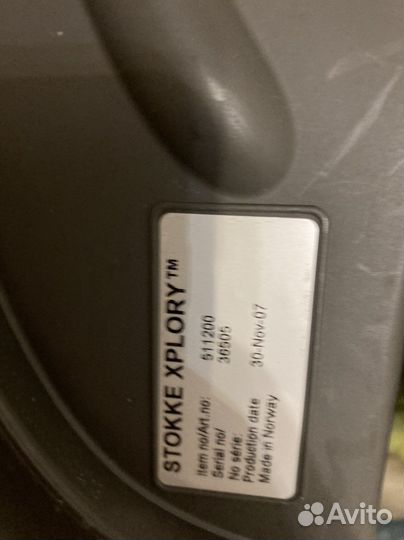 STOKKE XPLORY™
Item no/Art.no: 511200
Serial no/ 36505
No série:
Production date 30-Nov-07
Made in Norway
Avito